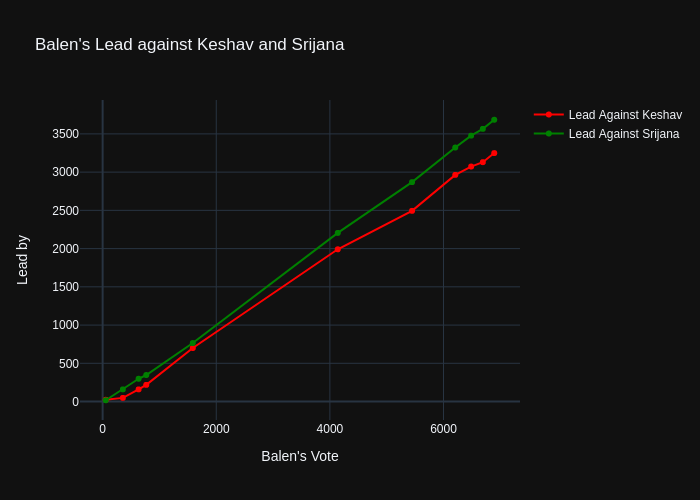 Balen's Lead against Keshav and Srijana
Lead Against Keshav
Lead Against Srijana
3500
3000
2500
2000
1500
1000
500
0
Lead by
0 2000 4000 6000
Balen's Vote